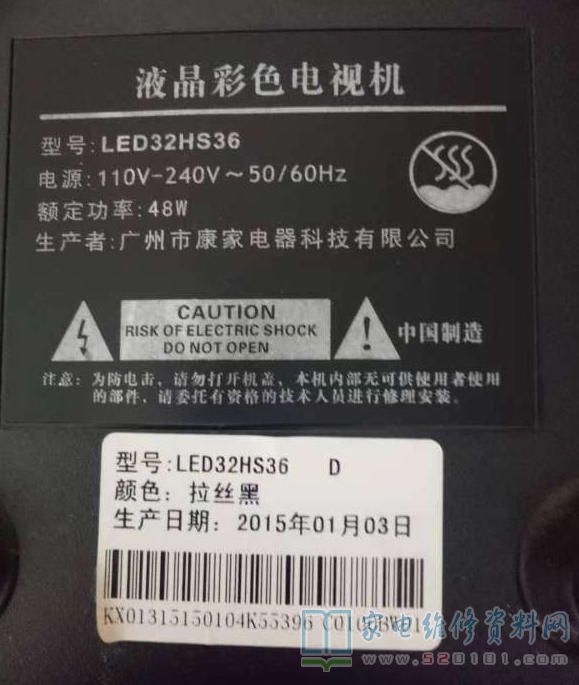 液晶彩色电视机
型号:LED32HS36
电源:110V-240V～50/60Hz
额定功率:48W
生产者:广州市康家电器科技有限公司
CAUTION
RISK OF ELECTRIC SHOCK
DO NOT OPEN
中国制造
注意: 为防电击, 请勿打开机盖, 本机内部无可供使用者使用
的部件, 请委托有资格的技术人员进行修理安装。
型号:LED32HS36 D
颜色: 拉丝黑
生产日期: 2015年01月03日
KX01315150104K55396
家电维修资料网
www.520101.com